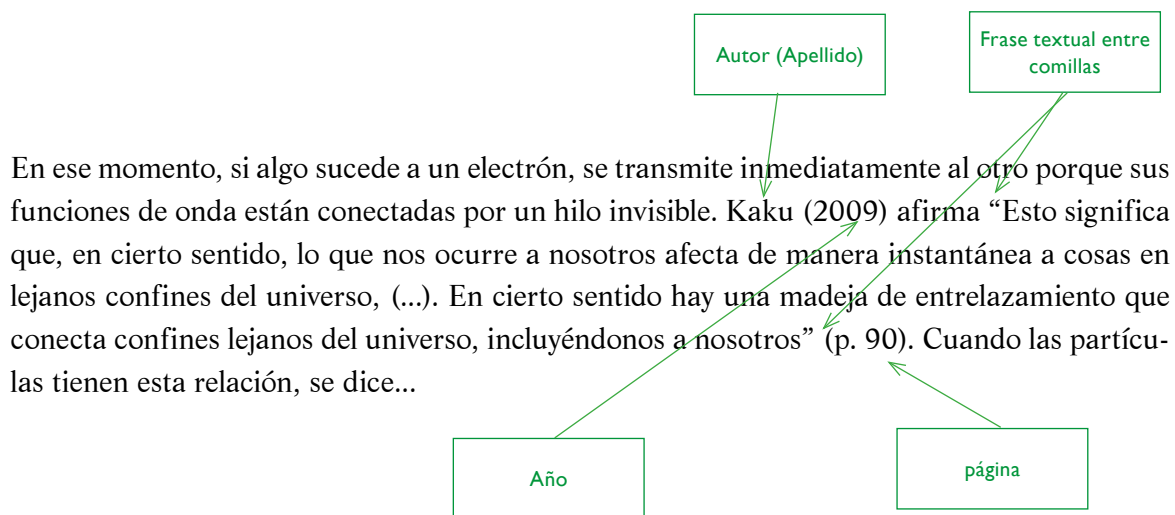 Autor (Apellido)
Frase textual entre
comillas
En ese momento, si algo sucede a un electrón, se transmite inmediatamente al otro porque sus
funciones de onda están conectadas por un hilo invisible. Kaku (2009) afirma “Esto significa
que, en cierto sentido, lo que nos ocurre a nosotros afecta de manera instantánea a cosas en
lejanos confines del universo, (...). En cierto sentido hay una madeja de entrelazamiento que
conecta confines lejanos del universo, incluyéndonos a nosotros” (p. 90). Cuando las partícu-
las tienen esta relación, se dice...
Año
página